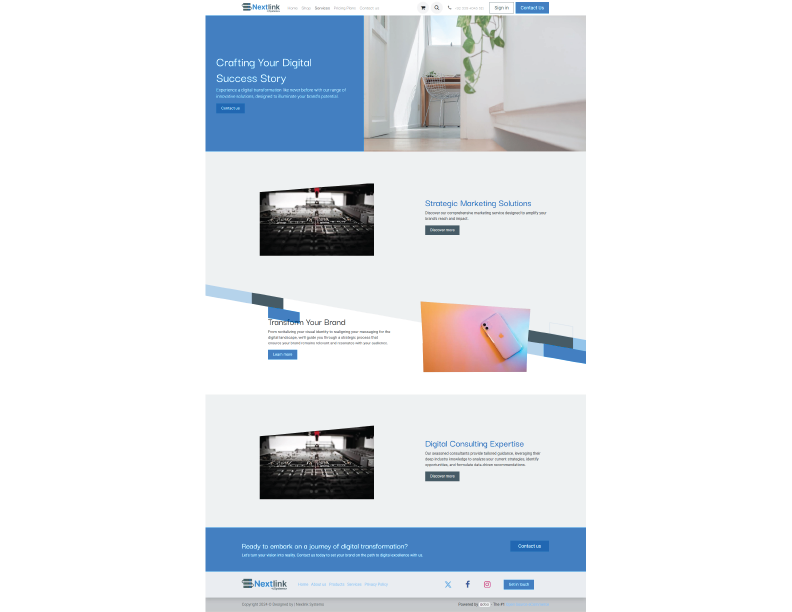 Nextlink
Home Shop Services Pricing Plans Contact us
Sign in
Contact Us
Crafting Your Digital
Success Story
Experience a digital transformation like never before with our range of
innovative solutions, designed to illuminate your brand's potential.
Contact us
Strategic Marketing Solutions
Discover our comprehensive marketing service designed to amplify your
brand's reach and impact.
Discover more
Transform Your Brand
From revitalizing your visual identity to realigning your messaging for the
digital landscape, we'll guide you through a strategic process that
ensures your brand remains relevant and resonates with your audience.
Learn more
Digital Consulting Expertise
Our seasoned consultants provide tailored guidance, leveraging their
deep industry knowledge to analyze your current strategies, identify
opportunities, and formulate data-driven recommendations.
Discover more
Ready to embark on a journey of digital transformation?
Let's turn your vision into reality. Contact us today to set your brand on the path to digital excellence with us.
Contact us
Nextlink
Home About us Products Services Privacy Policy
Get in touch
Copyright 2024 © Designed by | Nextlink Systems
Powered by odoo - The #1